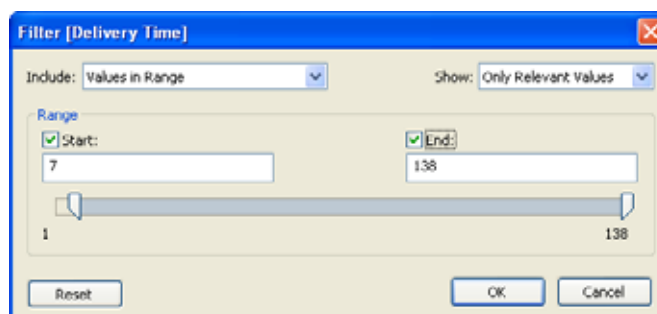 Filter [Delivery Time]
Include: Values in Range Show: Only Relevant Values
Range
Start: End:
7 138
1 138
Reset OK Cancel